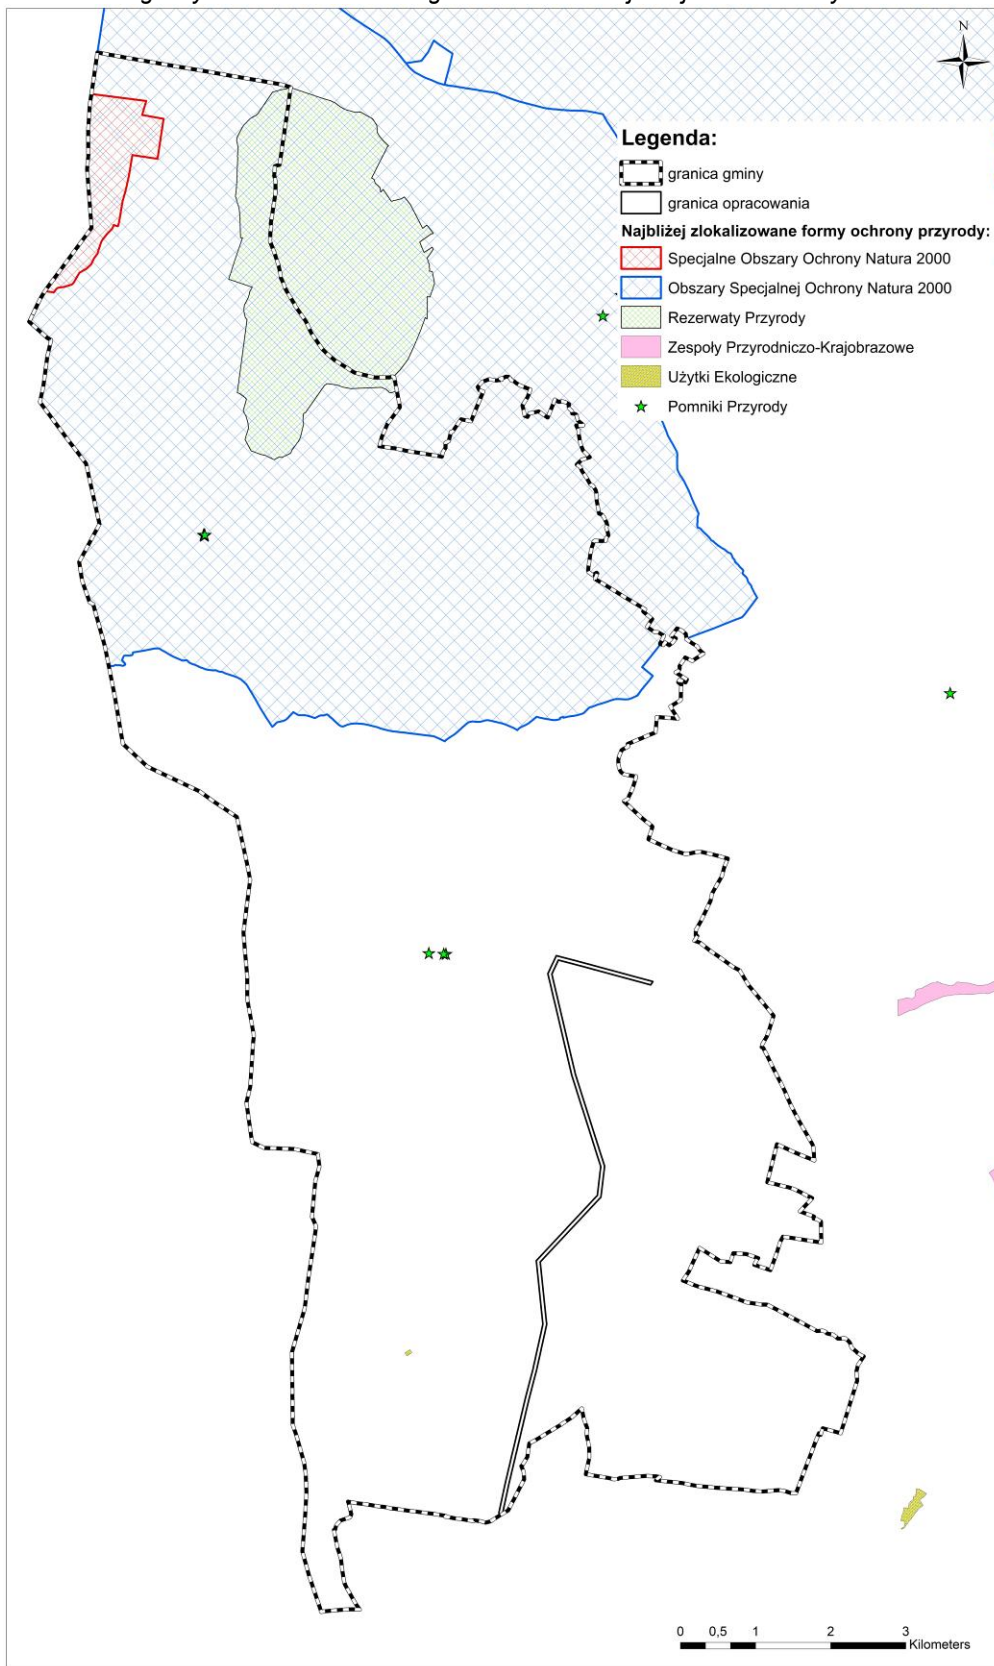 N
Legenda:
granica gminy
granica opracowania
Najbliżej zlokalizowane formy ochrony przyrody:
Specjalne Obszary Ochrony Natura 2000
Obszary Specjalnej Ochrony Natura 2000
Rezerwaty Przyrody
Zespoły Przyrodniczo-Krajobrazowe
Użytki Ekologiczne
Pomniki Przyrody
0 0,5 1 2 3
Kilometers